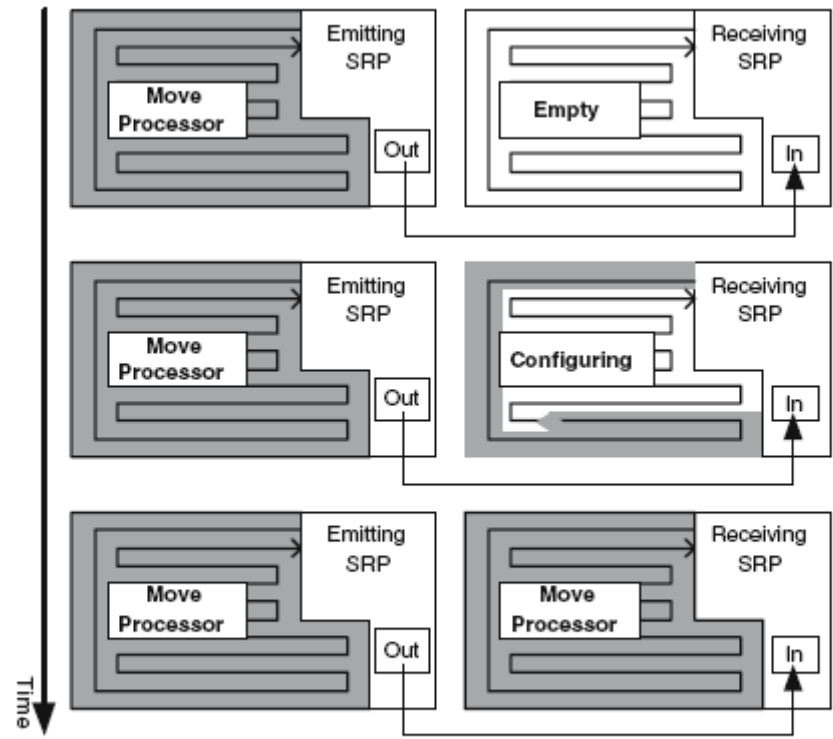 Emitting
SRP
Move
Processor
Out
Receiving
SRP
Empty
In
Emitting
SRP
Move
Processor
Out
Receiving
SRP
Configuring
In
Emitting
SRP
Move
Processor
Out
Receiving
SRP
Move
Processor
In
Time